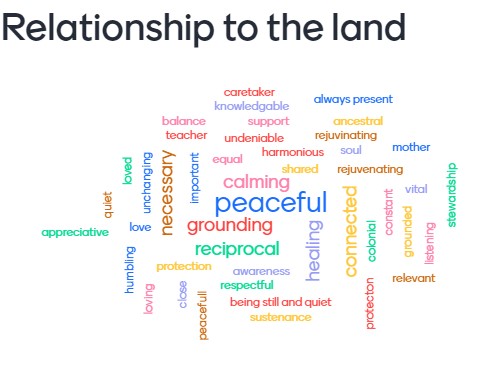 Relationship to the land
caretaker
knowledgable
always present
balance
support
ancestral
teacher
undeniable
rejuvinating
harmonious
soul
mother
equal
shared
rejuvenating
loved
unchanging
necessary
important
calming
vital
stewardship
quiet
peaceful
connected
constant
grounded
listening
appreciative
love
grounding
colonial
reciprocal
healing
humbling
protection
awareness
relevant
loving
close
peacefull
respectful
being still and quiet
protecton
sustenance